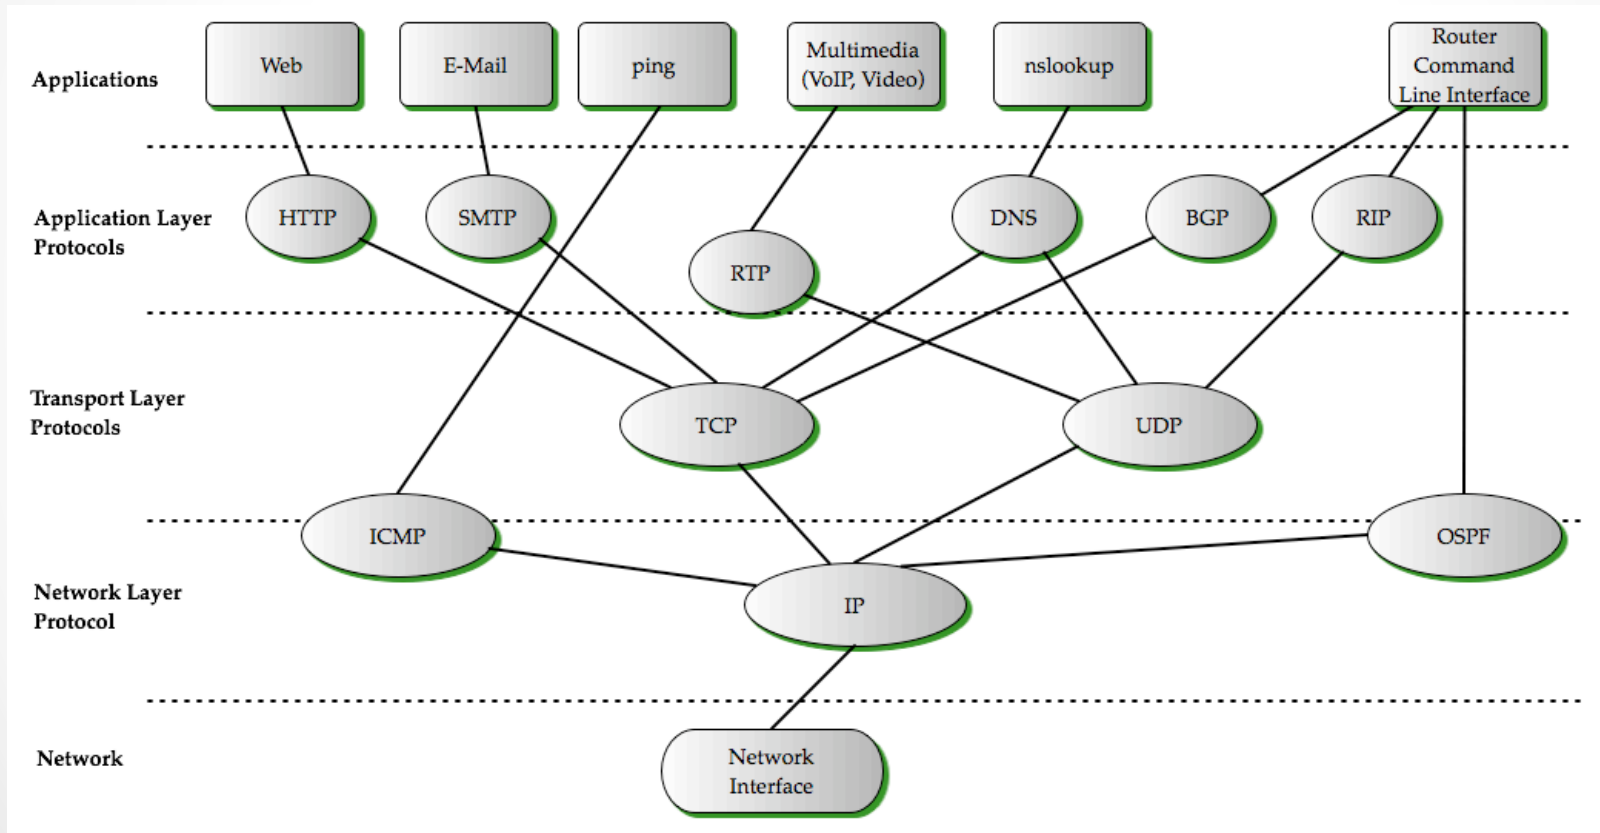 Applications
Web
E-Mail
ping
Multimedia
(VoIP, Video)
nslookup
Router
Command
Line Interface
Application Layer
Protocols
HTTP
SMTP
RTP
DNS
BGP
RIP
Transport Layer
Protocols
TCP
UDP
ICMP
OSPF
Network Layer
Protocol
IP
Network
Network
Interface